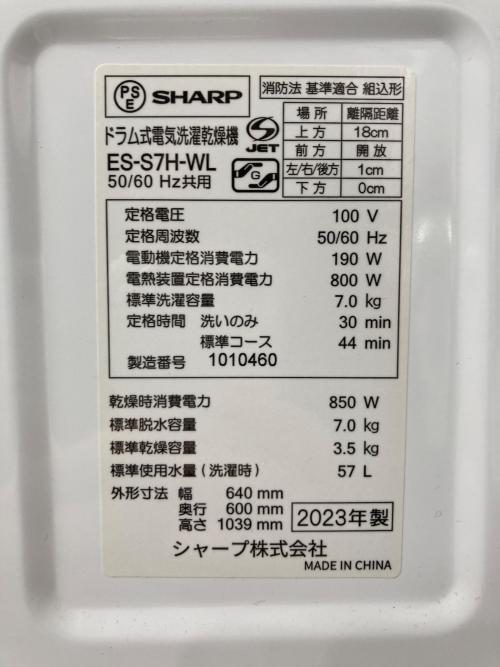 PSE SHARP
消防法 基準適合 組込形
ドラム式電気洗濯乾燥機
ES-S7H-WL
50/60 Hz共用
S JET
G
場所 離隔距離
上方 18cm
前方 開放
左/右/後方 1cm
下方 0cm
定格電圧 100 V
定格周波数 50/60 Hz
電動機定格消費電力 190 W
電熱装置定格消費電力 800 W
標準洗濯容量 7.0 kg
定格時間 洗いのみ 30 min
標準コース 44 min
製造番号 1010460
乾燥時消費電力 850 W
標準脱水容量 7.0 kg
標準乾燥容量 3.5 kg
標準使用水量(洗濯時) 57 L
外形寸法 幅 640 mm
奥行 600 mm
高さ 1039 mm
2023年製
シャープ株式会社
MADE IN CHINA